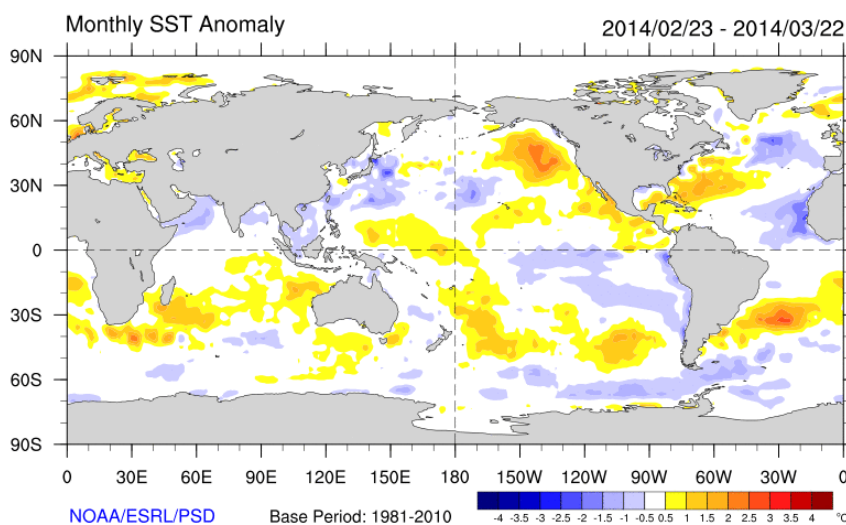 Monthly SST Anomaly 2014/02/23 - 2014/03/22
90N
60N
30N
0
30S
60S
90S
0 30E 60E 90E 120E 150E 180 150W 120W 90W 60W 30W 0
NOAA/ESRL/PSD Base Period: 1981-2010
-4 -3.5 -3 -2.5 -2 -1.5 -1 -0.5 0.5 1 1.5 2 2.5 3 3.5 4 °C